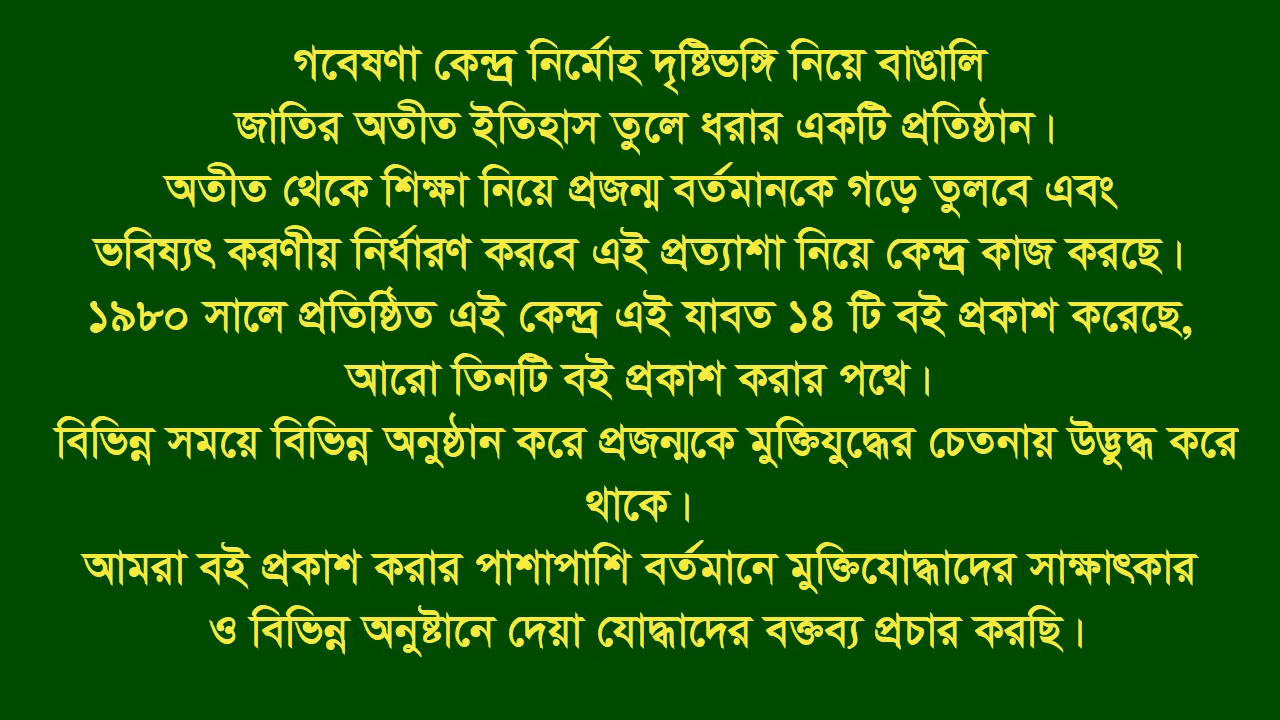 গবেষণা কেন্দ্র নির্মোহ দৃষ্টিভঙ্গি নিয়ে বাঙালি
জাতির অতীত ইতিহাস তুলে ধরার একটি প্রতিষ্ঠান।
অতীত থেকে শিক্ষা নিয়ে প্রজন্ম বর্তমানকে গড়ে তুলবে এবং
ভবিষ্যৎ করণীয় নির্ধারণ করবে এই প্রত্যাশা নিয়ে কেন্দ্র কাজ করছে।
১৯৮০ সালে প্রতিষ্ঠিত এই কেন্দ্র এই যাবত ১৪ টি বই প্রকাশ করেছে,
আরো তিনটি বই প্রকাশ করার পথে।
বিভিন্ন সময়ে বিভিন্ন অনুষ্ঠান করে প্রজন্মকে মুক্তিযুদ্ধের চেতনায় উদ্ভুদ্ধ করে
থাকে।
আমরা বই প্রকাশ করার পাশাপাশি বর্তমানে মুক্তিযোদ্ধাদের সাক্ষাৎকার
ও বিভিন্ন অনুষ্টানে দেয়া যোদ্ধাদের বক্তব্য প্রচার করছি।